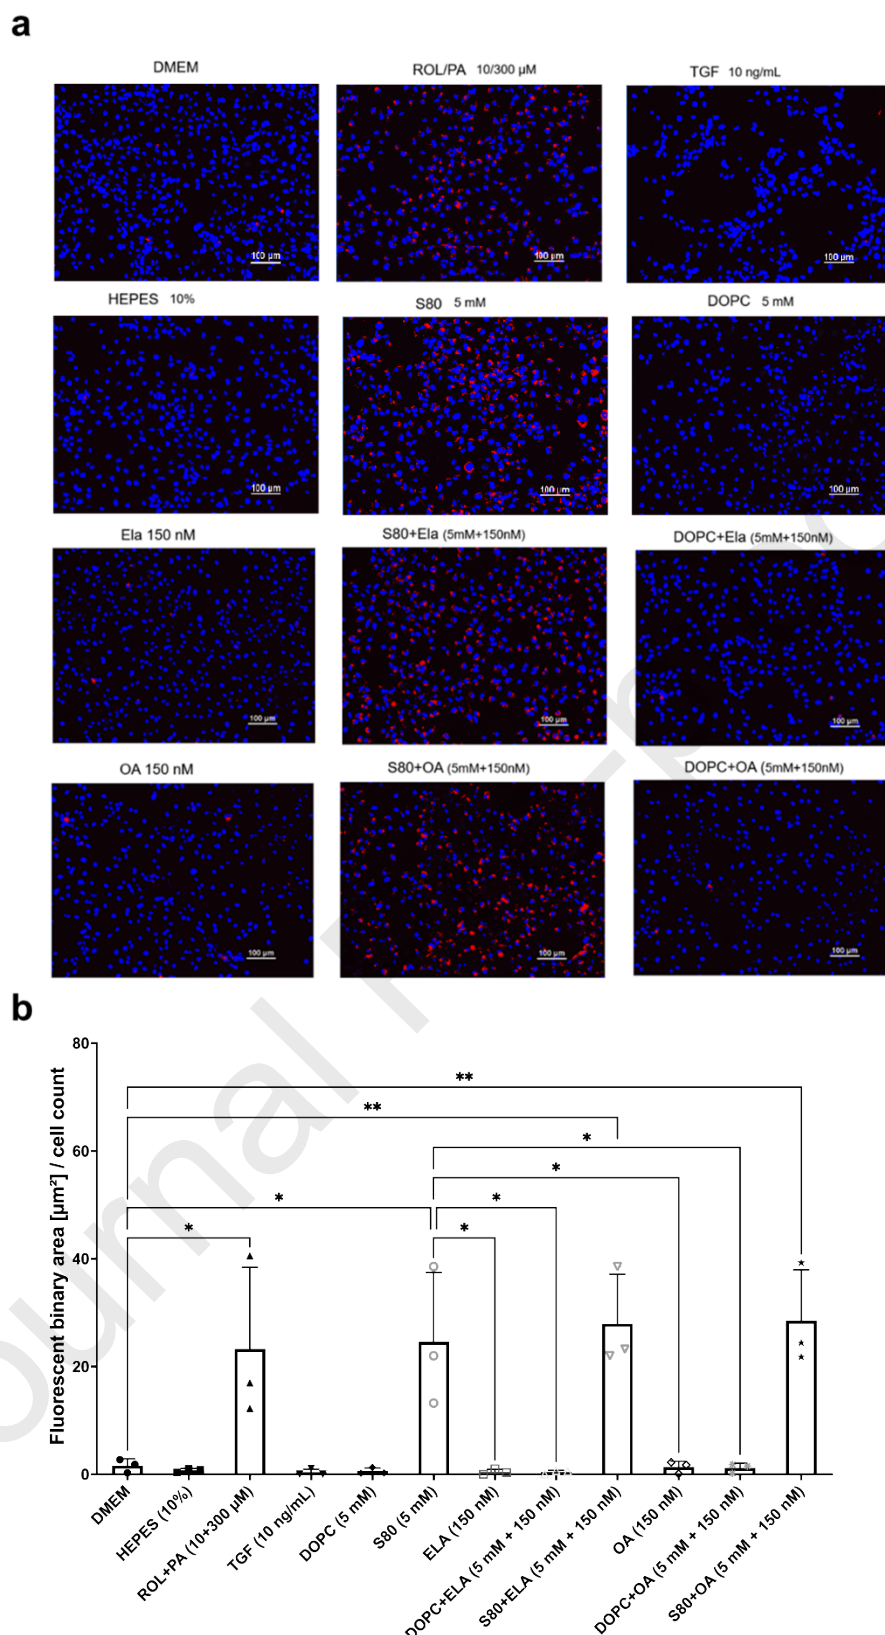 a
DMEM
ROL/PA 10/300 µM
TGF 10 ng/mL
100 µm
100 µm
100 µm
HEPES 10%
S80 5 mM
DOPC 5 mM
100 µm
100 µm
100 µm
Ela 150 nM
S80+Ela (5mM+150nM)
DOPC+Ela (5mM+150nM)
100 µm
100 µm
100 µm
OA 150 nM
S80+OA (5mM+150nM)
DOPC+OA (5mM+150nM)
100 µm
100 µm
100 µm
b
Fluorescent binary area [µm²] / cell count
80
60
40
20
0
**
**
*
*
*
*
*
*
DMEM
HEPES (10%)
ROL+PA (10+300 µM)
TGF (10 ng/mL)
DOPC (5 mM)
S80 (5 mM)
ELA (150 nM)
DOPC+ELA (5 mM + 150 nM)
S80+ELA (5 mM + 150 nM)
OA (150 nM)
DOPC+OA (5 mM + 150 nM)
S80+OA (5 mM + 150 nM)